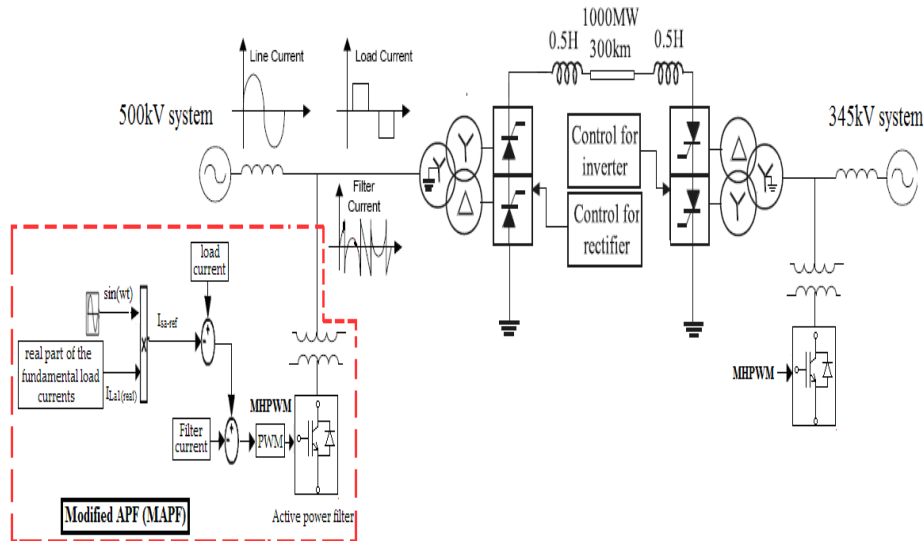 1000MW
0.5H
300km
0.5H
Line Current
Load Current
500kV system
345kV system
Control for
inverter
Control for
rectifier
Filter
Current
load
current
sin(wt)
Isa-ref
X
real part of the
fundamental load
currents
ILa1(real)
Filter
current
PWM
MHPWM
MHPWM
Modified APF (MAPF)
Active power filter